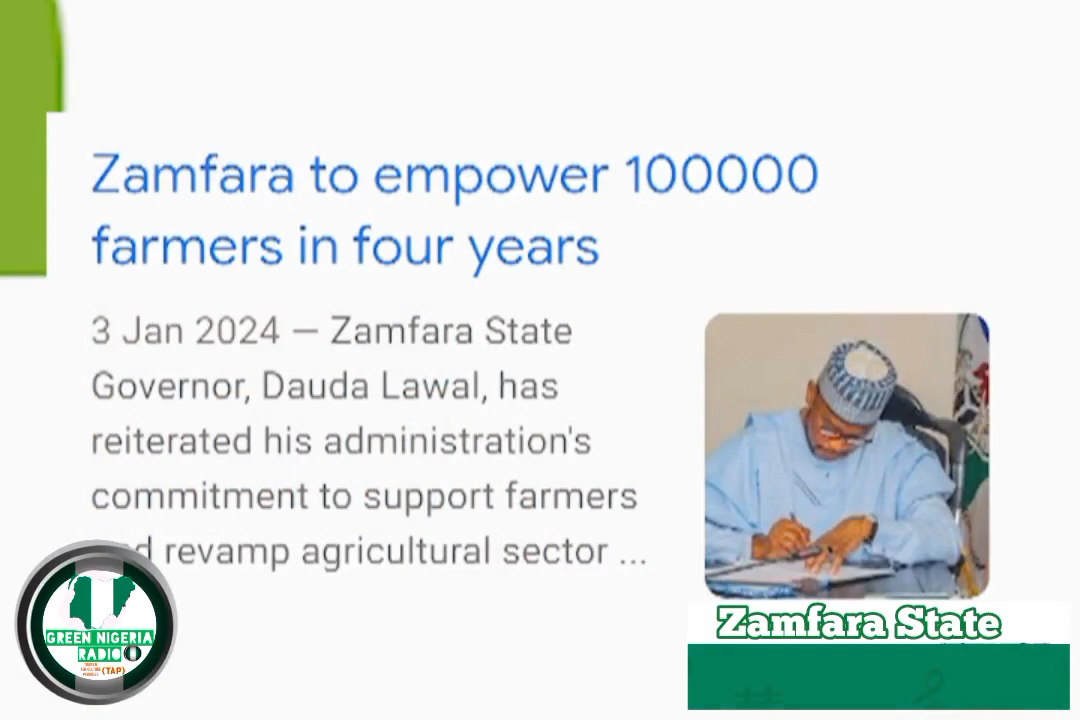 Zamfara to empower 100000
farmers in four years
3 Jan 2024 — Zamfara State
Governor, Dauda Lawal, has
reiterated his administration's
commitment to support farmers
revamp agricultural sector ...
Zamfara State
GREEN NIGERIA
RADIO
(TAP)